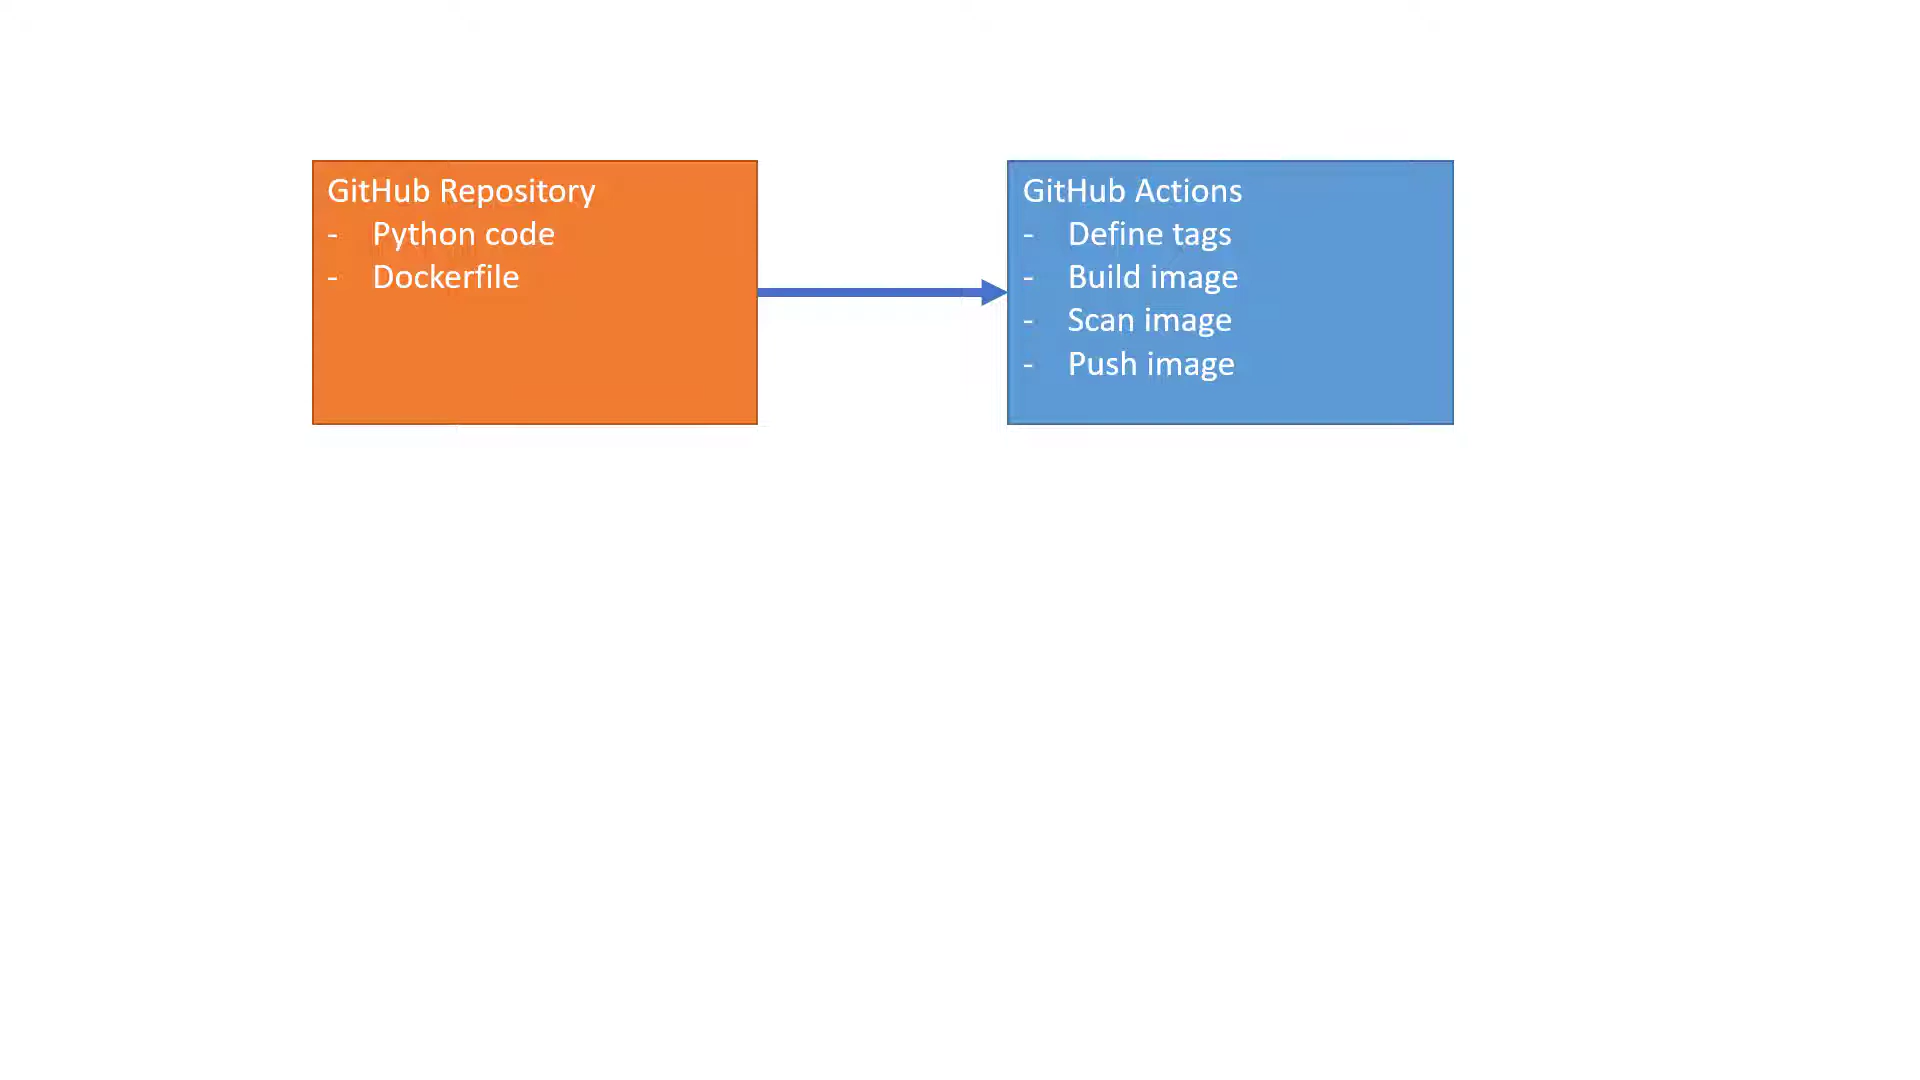 GitHub Repository
- Python code
- Dockerfile
GitHub Actions
- Define tags
- Build image
- Scan image
- Push image